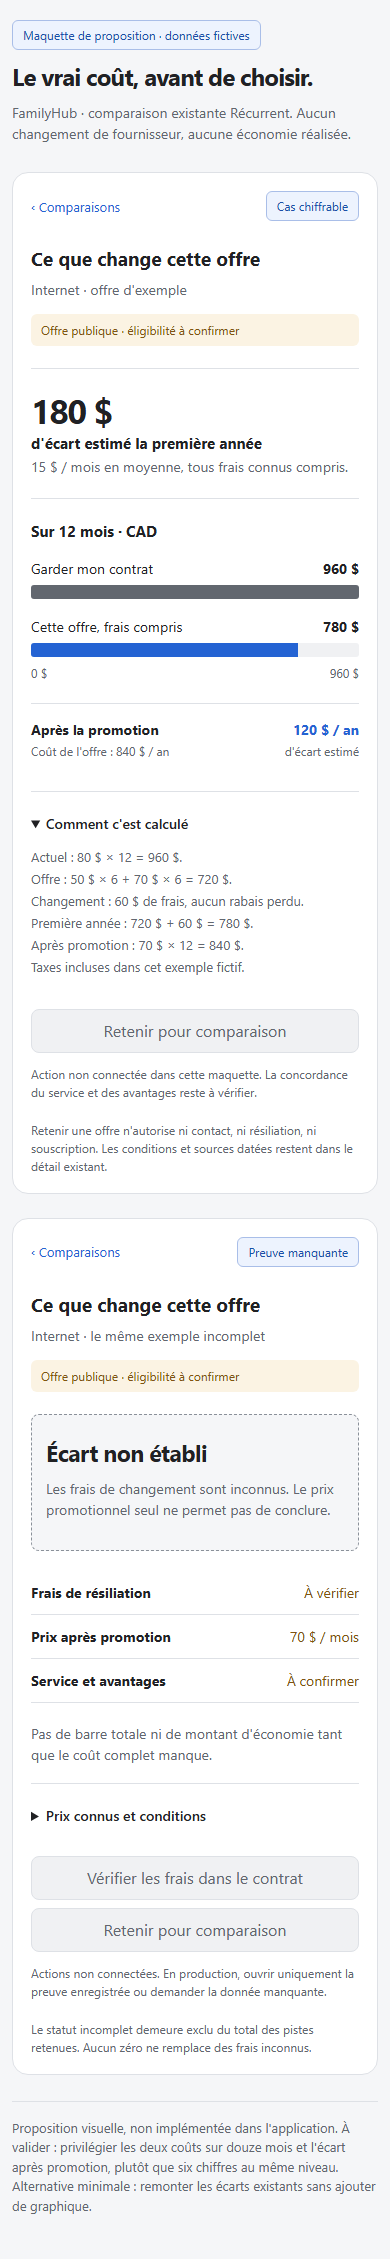 Maquette de proposition · données fictives
Le vrai coût, avant de choisir.
FamilyHub · comparaison existante Récurrent. Aucun
changement de fournisseur, aucune économie réalisée.
‹ Comparaisons
Cas chiffrable
Ce que change cette offre
Internet · offre d'exemple
Offre publique · éligibilité à confirmer
180 $
d'écart estimé la première année
15 $ / mois en moyenne, tous frais connus compris.
Sur 12 mois · CAD
Garder mon contrat 960 $
Cette offre, frais compris 780 $
0 $ 960 $
Après la promotion 120 $ / an
Coût de l'offre : 840 $ / an d'écart estimé
▼ Comment c'est calculé
Actuel : 80 $ × 12 = 960 $.
Offre : 50 $ × 6 + 70 $ × 6 = 720 $.
Changement : 60 $ de frais, aucun rabais perdu.
Première année : 720 $ + 60 $ = 780 $.
Après promotion : 70 $ × 12 = 840 $.
Taxes incluses dans cet exemple fictif.
Retenir pour comparaison
Action non connectée dans cette maquette. La concordance
du service et des avantages reste à vérifier.
Retenir une offre n'autorise ni contact, ni résiliation, ni
souscription. Les conditions et sources datées restent dans le
détail existant.
‹ Comparaisons
Preuve manquante
Ce que change cette offre
Internet · le même exemple incomplet
Offre publique · éligibilité à confirmer
Écart non établi
Les frais de changement sont inconnus. Le prix
promotionnel seul ne permet pas de conclure.
Frais de résiliation À vérifier
Prix après promotion 70 $ / mois
Service et avantages À confirmer
Pas de barre totale ni de montant d'économie tant
que le coût complet manque.
▶ Prix connus et conditions
Vérifier les frais dans le contrat
Retenir pour comparaison
Actions non connectées. En production, ouvrir uniquement la
preuve enregistrée ou demander la donnée manquante.
Le statut incomplet demeure exclu du total des pistes
retenues. Aucun zéro ne remplace des frais inconnus.
Proposition visuelle, non implémentée dans l'application. À
valider : privilégier les deux coûts sur douze mois et l'écart
après promotion, plutôt que six chiffres au même niveau.
Alternative minimale : remonter les écarts existants sans ajouter
de graphique.